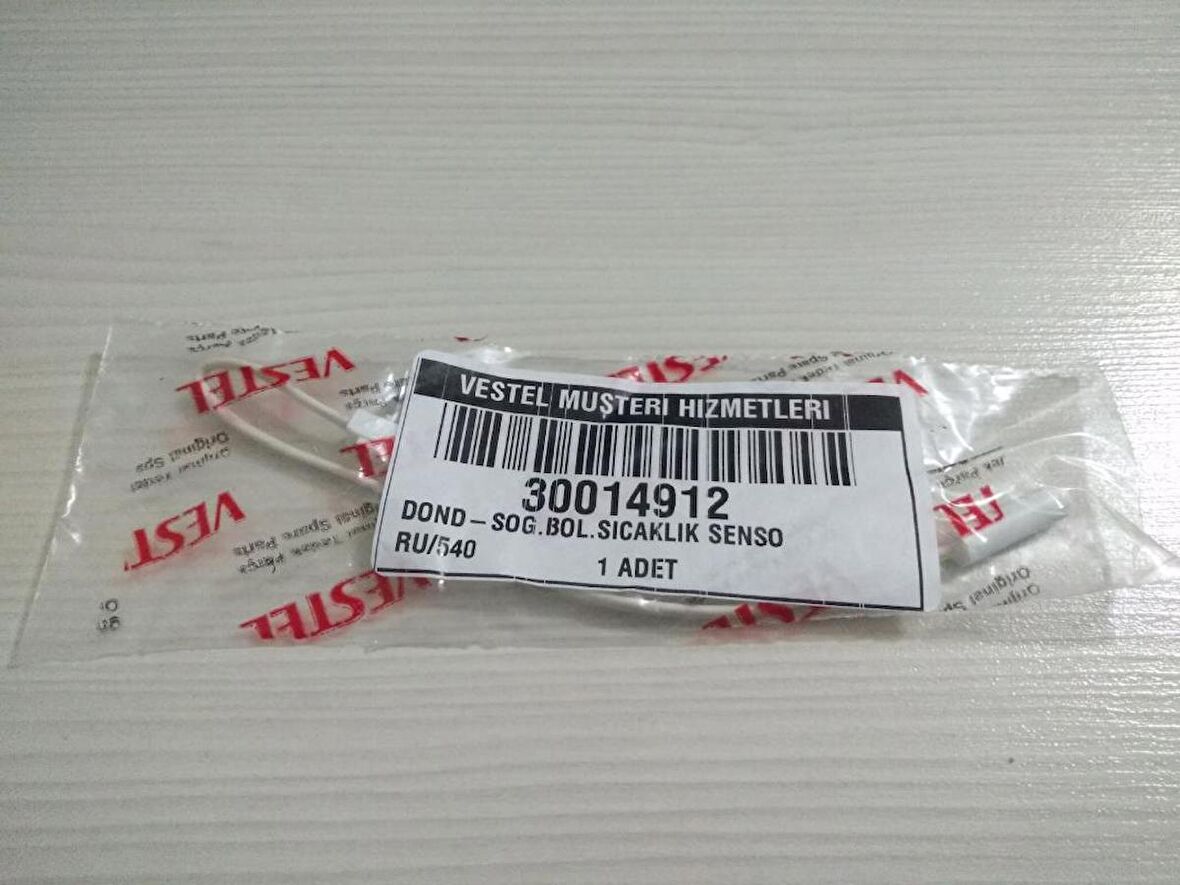 VESTEL MUŞTERI HIZMETLERI
30014912
DOND-SOG.BOL.SICAKLIK SENSO
RU/540
1 ADET
VESTEL
VESTEL
VEST
VESTEL
Original Spare Parts